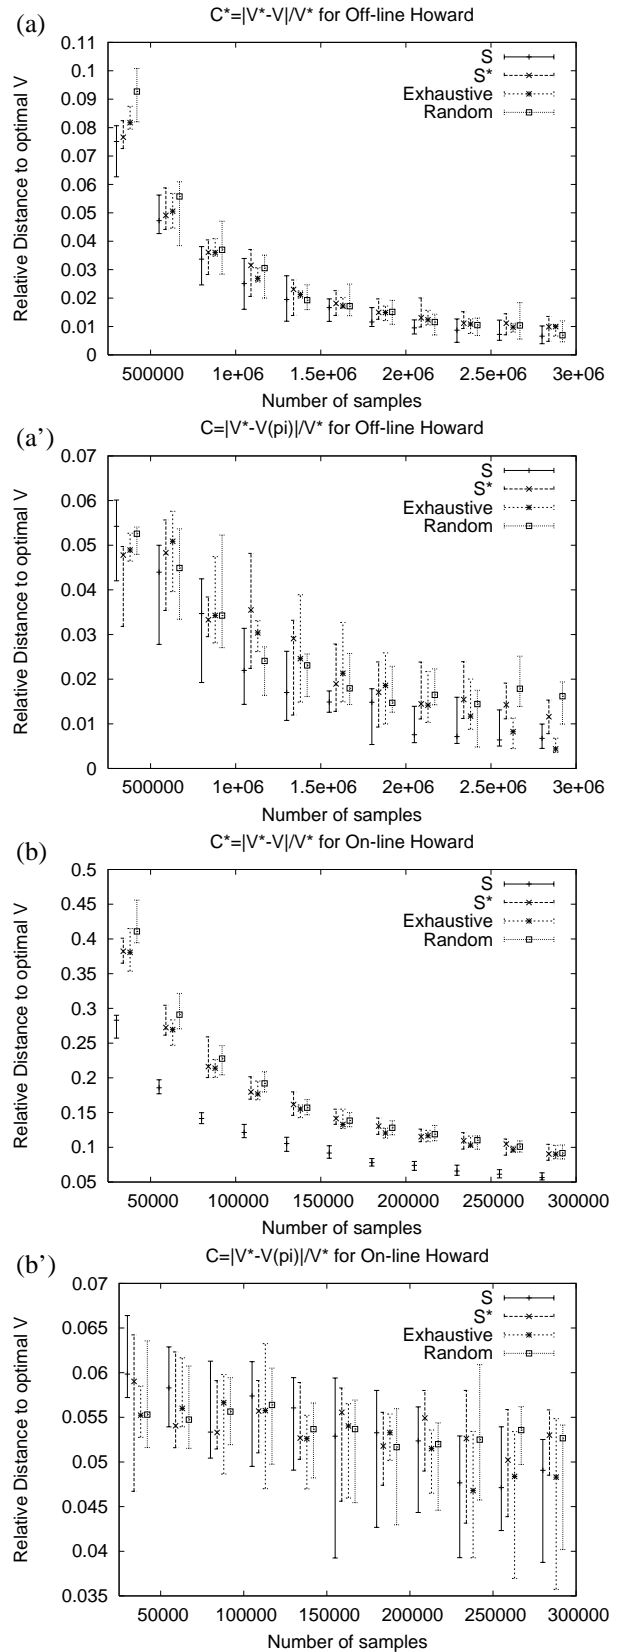 (a)
C*=|V*-V|/V* for Off-line Howard
Relative Distance to optimal V
0.11
0.1
0.09
0.08
0.07
0.06
0.05
0.04
0.03
0.02
0.01
0
S
S*
Exhaustive
Random
500000 1e+06 1.5e+06 2e+06 2.5e+06 3e+06
Number of samples
(a')
C=|V*-V(pi)|/V* for Off-line Howard
Relative Distance to optimal V
0.07
0.06
0.05
0.04
0.03
0.02
0.01
0
S
S*
Exhaustive
Random
500000 1e+06 1.5e+06 2e+06 2.5e+06 3e+06
Number of samples
(b)
C*=|V*-V|/V* for On-line Howard
Relative Distance to optimal V
0.5
0.45
0.4
0.35
0.3
0.25
0.2
0.15
0.1
0.05
S
S*
Exhaustive
Random
50000 100000 150000 200000 250000 300000
Number of samples
(b')
C=|V*-V(pi)|/V* for On-line Howard
Relative Distance to optimal V
0.07
0.065
0.06
0.055
0.05
0.045
0.04
0.035
S
S*
Exhaustive
Random
50000 100000 150000 200000 250000 300000
Number of samples